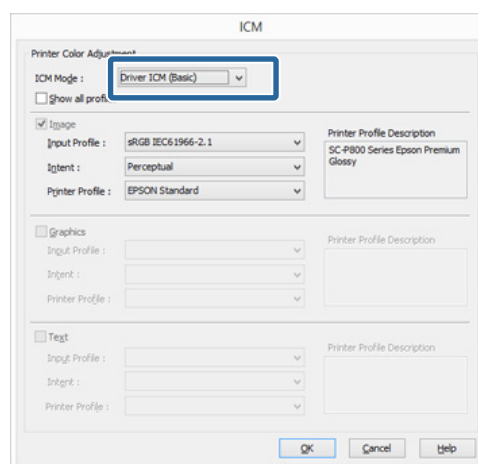 ICM
Printer Color Adjustment
ICM Mode :
Driver ICM (Basic)
Show all
Image
Input Profile :
sRGB IEC61966-2.1
Intent :
Perceptual
Printer Profile :
EPSON Standard
Printer Profile Description
SC-P800 Series Epson Premium
Glossy
Graphics
Input Profile :
Intent :
Printer Profile :
Printer Profile Description
Text
Input Profile :
Intent :
Printer Profile :
Printer Profile Description
OK
Cancel
Help